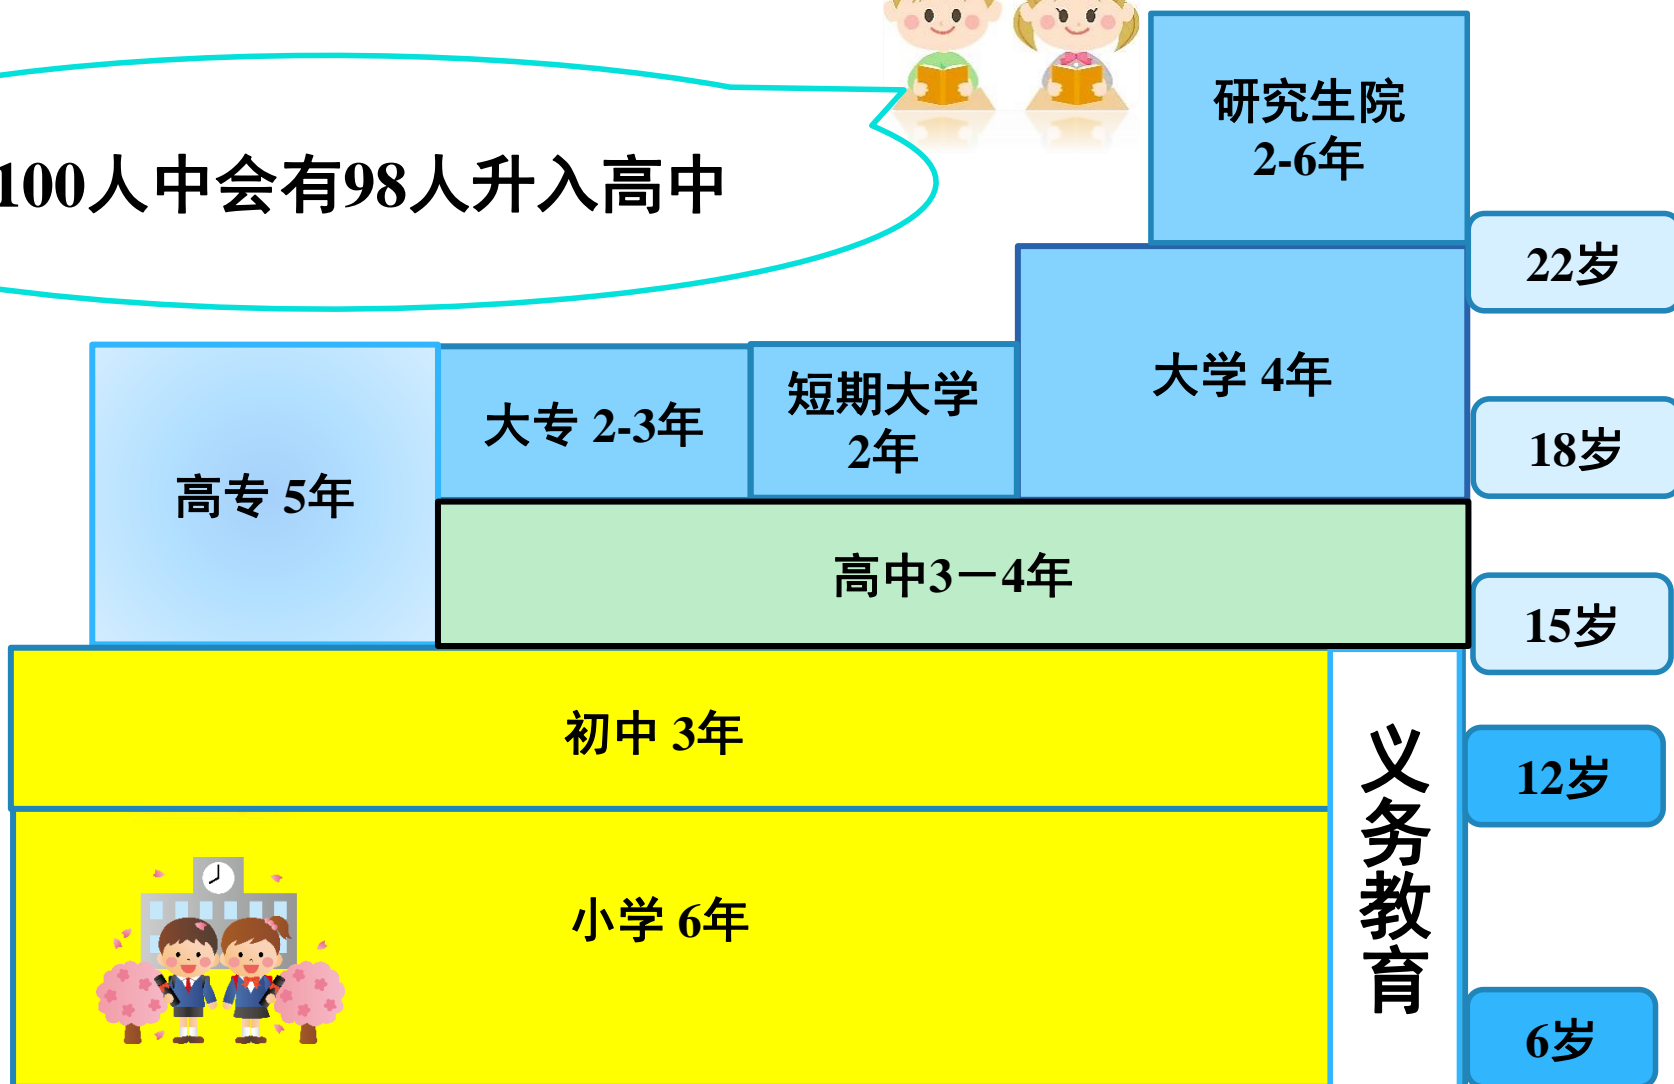 100人中会有98人升入高中
研究生院
2-6年
22岁
大学 4年
短期大学
2年
大专 2-3年
18岁
高专 5年
高中3－4年
15岁
初中 3年
义务教育
12岁
小学 6年
6岁